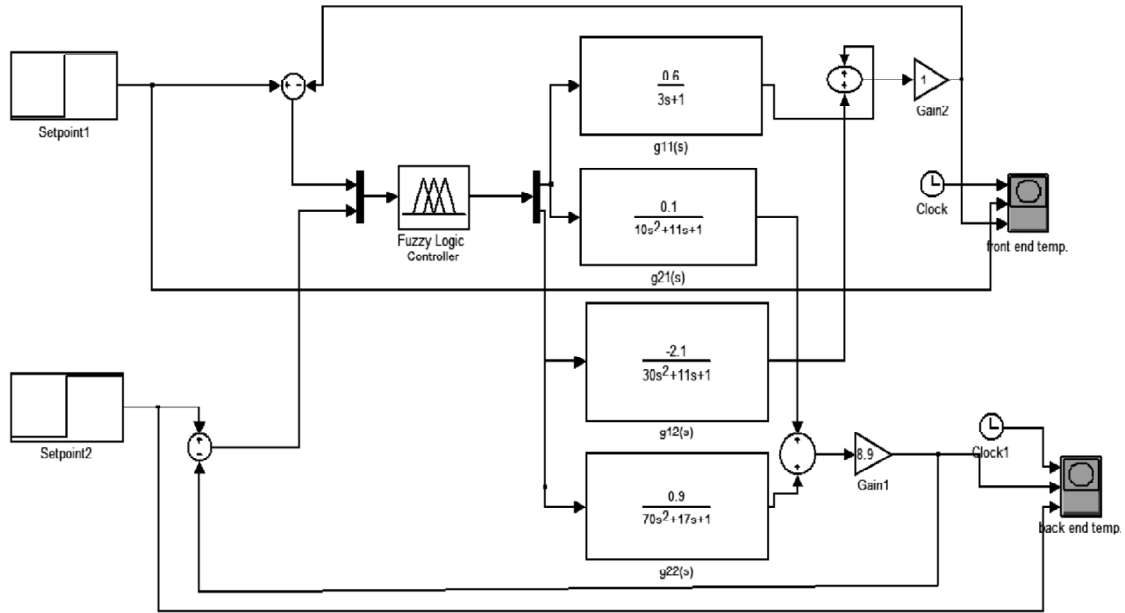 Setpoint1
+ -
0.6
3s+1
g11(s)
+
+
1
Gain2
Clock
front end temp.
Fuzzy Logic
Controller
0.1
10s²+11s+1
g21(s)
-2.1
30s²+11s+1
g12(s)
Setpoint2
+
-
0.9
70s²+17s+1
g22(s)
+
+
8.9
Gain1
Clock1
back end temp.